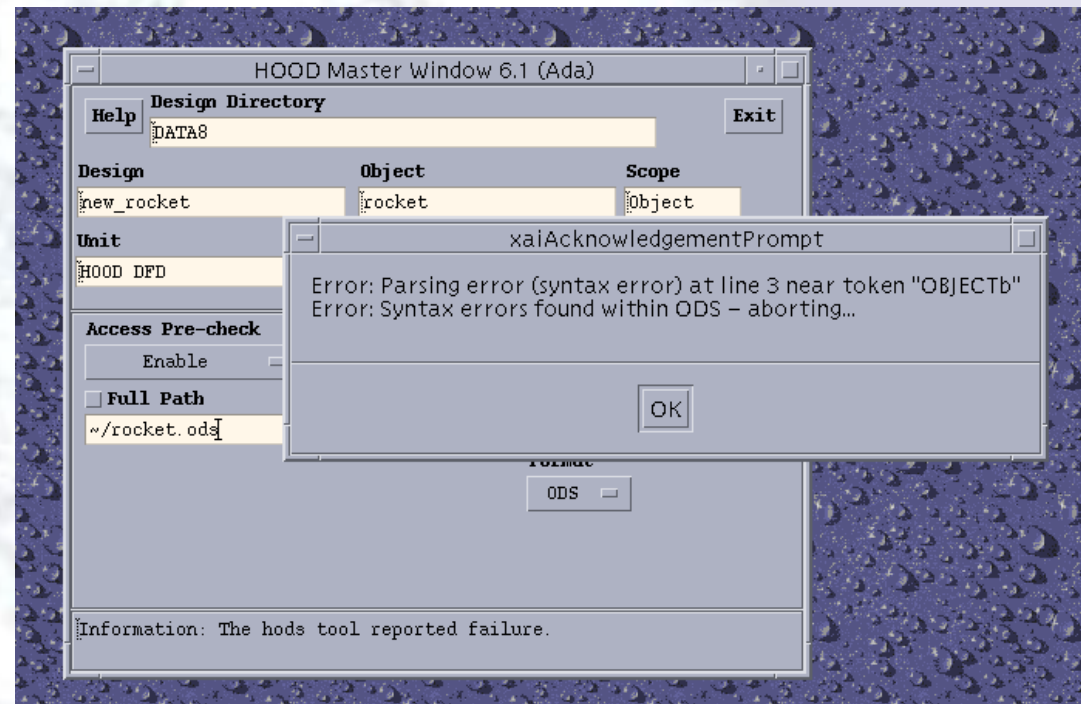 HOOD Master Window 6.1 (Ada)
Help
Design Directory
DATA8
Exit
Design
Object
Scope
new_rocket
rocket
Object
Unit
HOOD DFD
xaiAcknowledgementPrompt
Error: Parsing error (syntax error) at line 3 near token "OBJECTb"
Error: Syntax errors found within ODS – aborting...
OK
Access Pre-check
Enable
Full Path
~/rocket.ods
Format
ODS
Information: The hods tool reported failure.